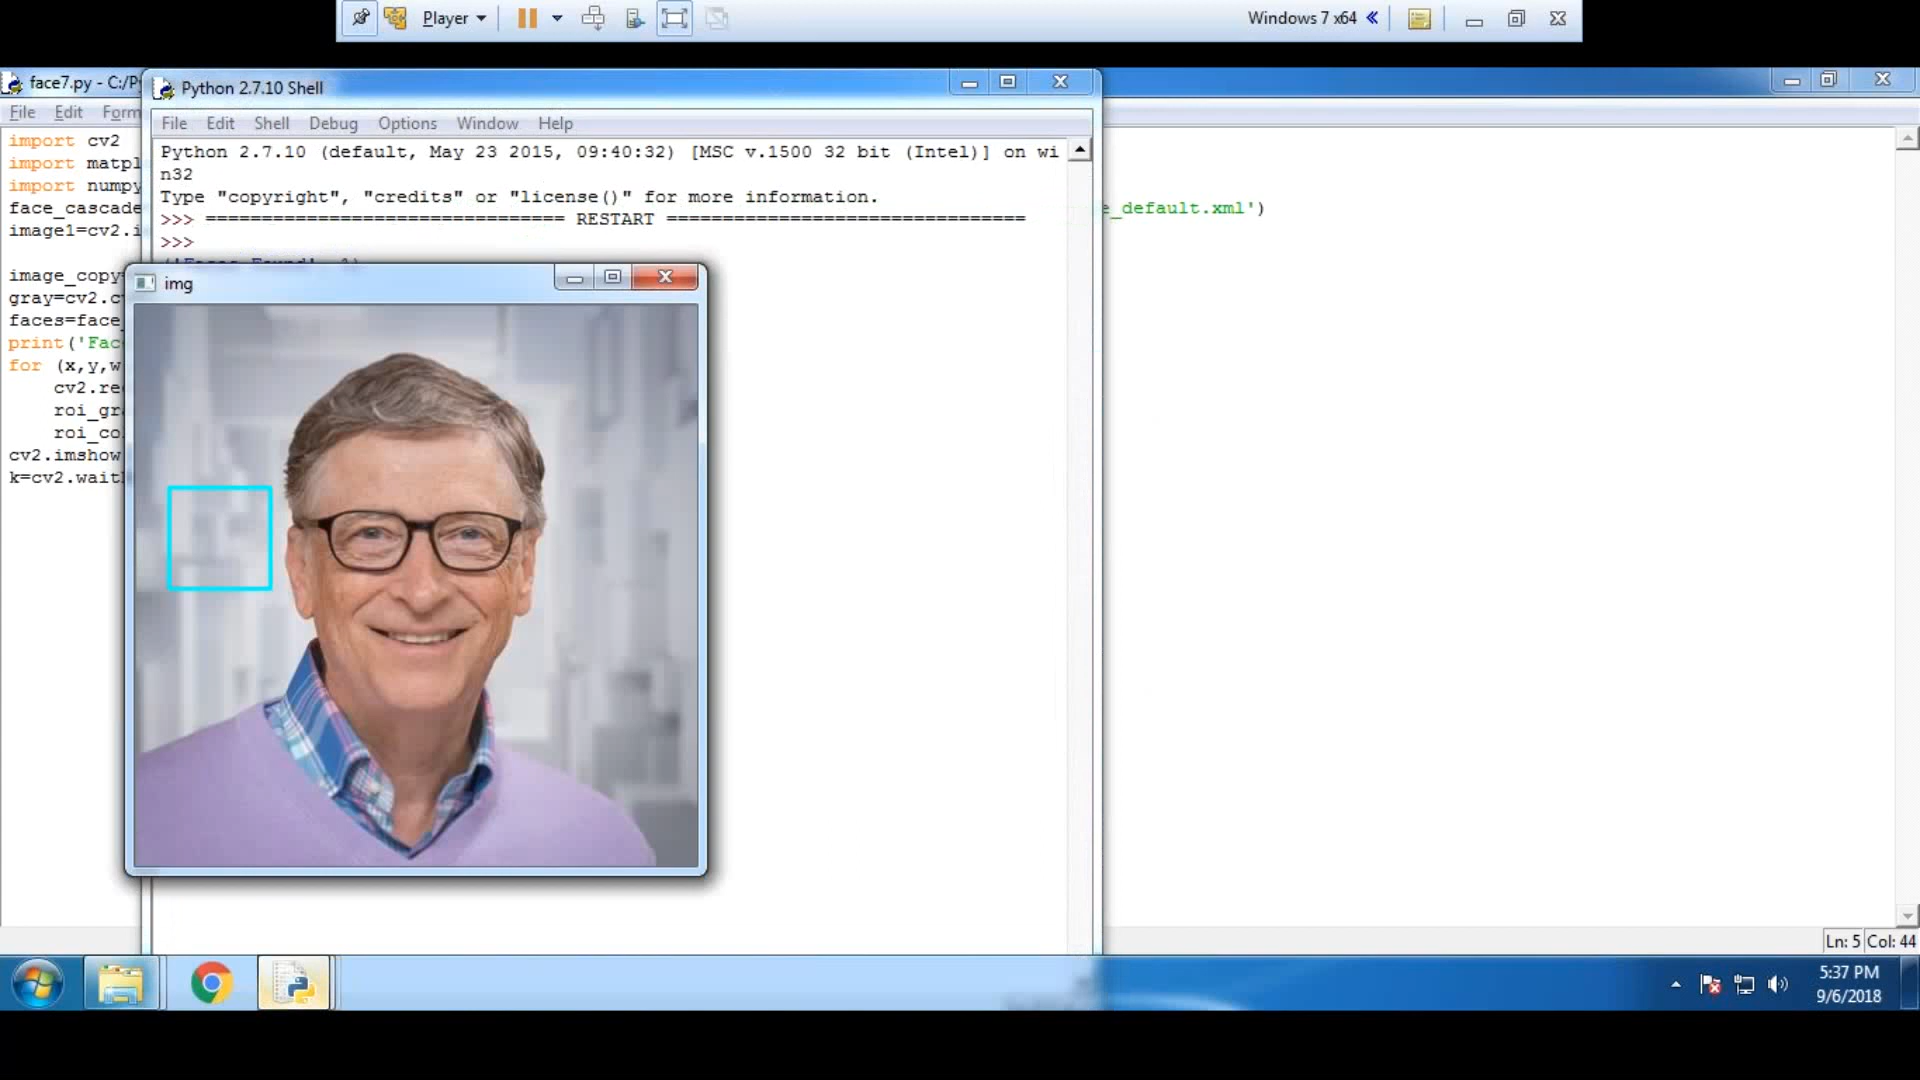 Player
Windows 7 x64
face7.py - C:/Py
Python 2.7.10 Shell
File Edit Form
File Edit Shell Debug Options Window Help
import cv2
import matpl
import numpy
face_cascade
e_default.xml')
image1=cv2.i
image_copy
gray=cv2.c
faces=face_
print('Fac
for (x,y,w
cv2.re
roi_gr
roi_co
cv2.imshow
k=cv2.wait
Python 2.7.10 (default, May 23 2015, 09:40:32) [MSC v.1500 32 bit (Intel)] on wi
n32
Type "copyright", "credits" or "license()" for more information.
>>> ================================ RESTART ================================
>>>
img
Ln: 5 Col: 44
5:37 PM
9/6/2018